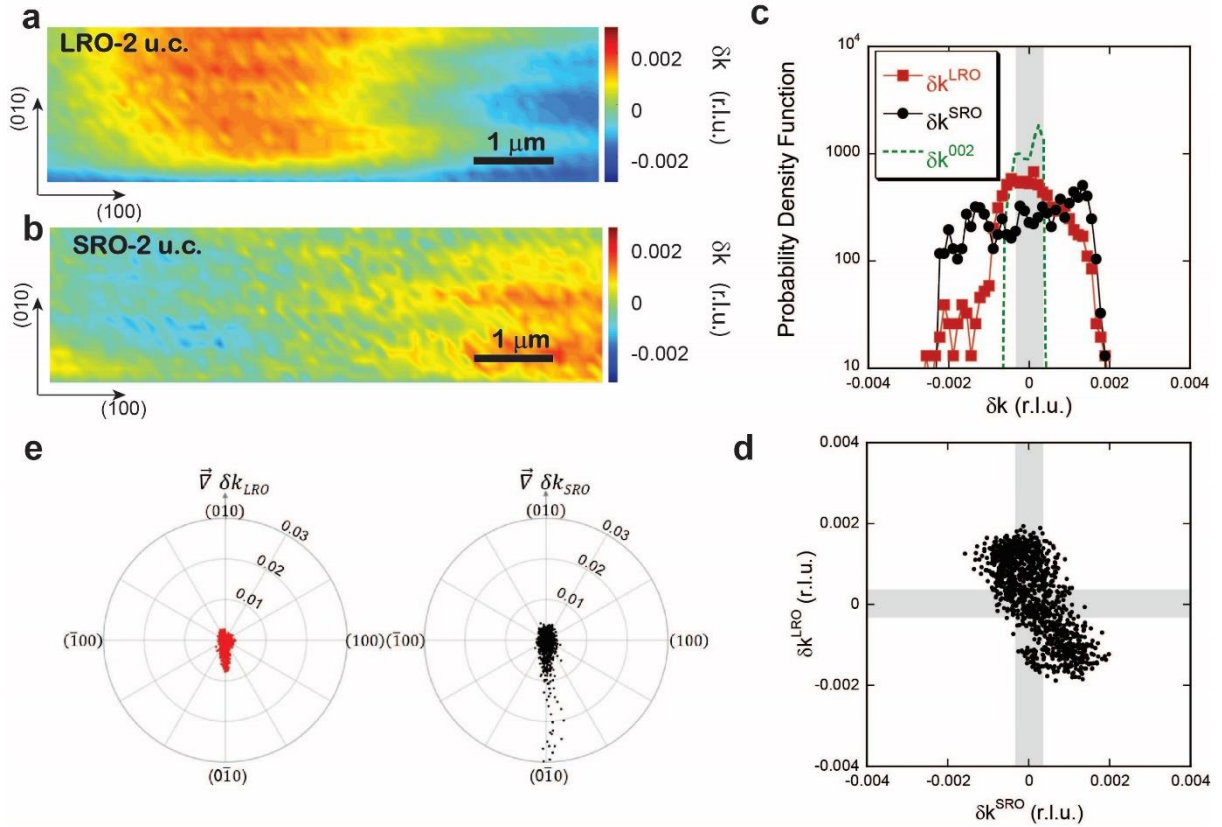 a
LRO-2 u.c.
(010)
(100)
1 μm
0.002
0
-0.002
δk (r.l.u.)
b
SRO-2 u.c.
(010)
(100)
1 μm
0.002
0
-0.002
δk (r.l.u.)
c
10⁴
1000
100
10
Probability Density Function
δk^LRO
δk^SRO
δk^002
-0.004 -0.002 0 0.002 0.004
δk (r.l.u.)
e
∇⃗ δk_LRO
(010)
0.03
0.02
0.01
(1̅00)
(100)
(01̅0)
∇⃗ δk_SRO
(010)
0.03
0.02
0.01
(1̅00)
(100)
(01̅0)
d
0.004
0.002
0
-0.002
-0.004
δk^LRO (r.l.u.)
-0.004 -0.002 0 0.002 0.004
δk^SRO (r.l.u.)